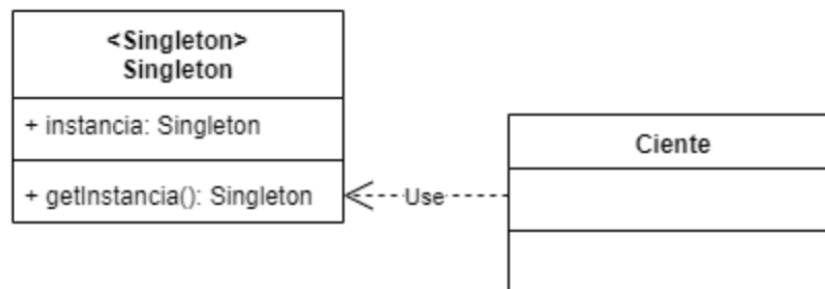 <Singleton>
Singleton
+ instancia: Singleton
+ getInstancia(): Singleton
Use
Ciente